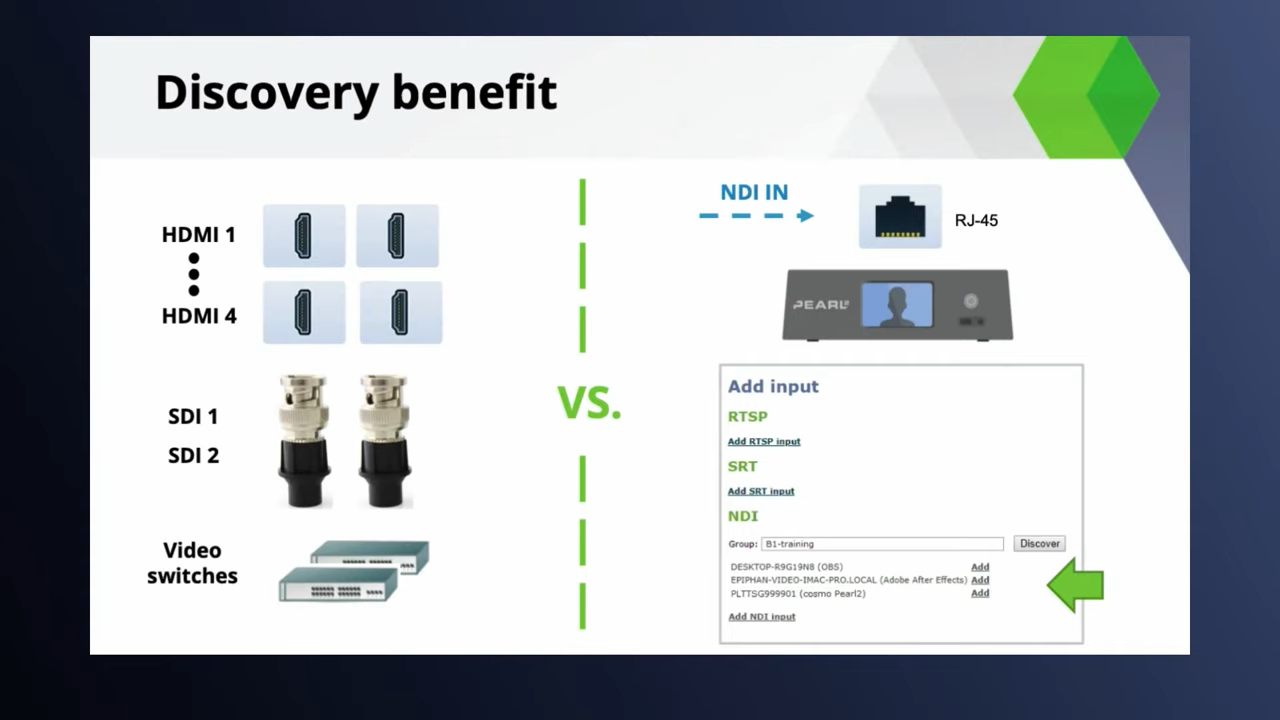 Discovery benefit
HDMI 1
HDMI 4
SDI 1
SDI 2
Video
switches
VS.
NDI IN
RJ-45
PEARL
Add input
RTSP
Add RTSP input
SRT
Add SRT input
NDI
Group: B1-training Discover
DESKTOP-R9G19N8 (OBS) Add
EPIPHAN-VIDEO-IMAC-PRO.LOCAL (Adobe After Effects) Add
PLTTSG999901 (cosmo Pearl2) Add
Add NDI input